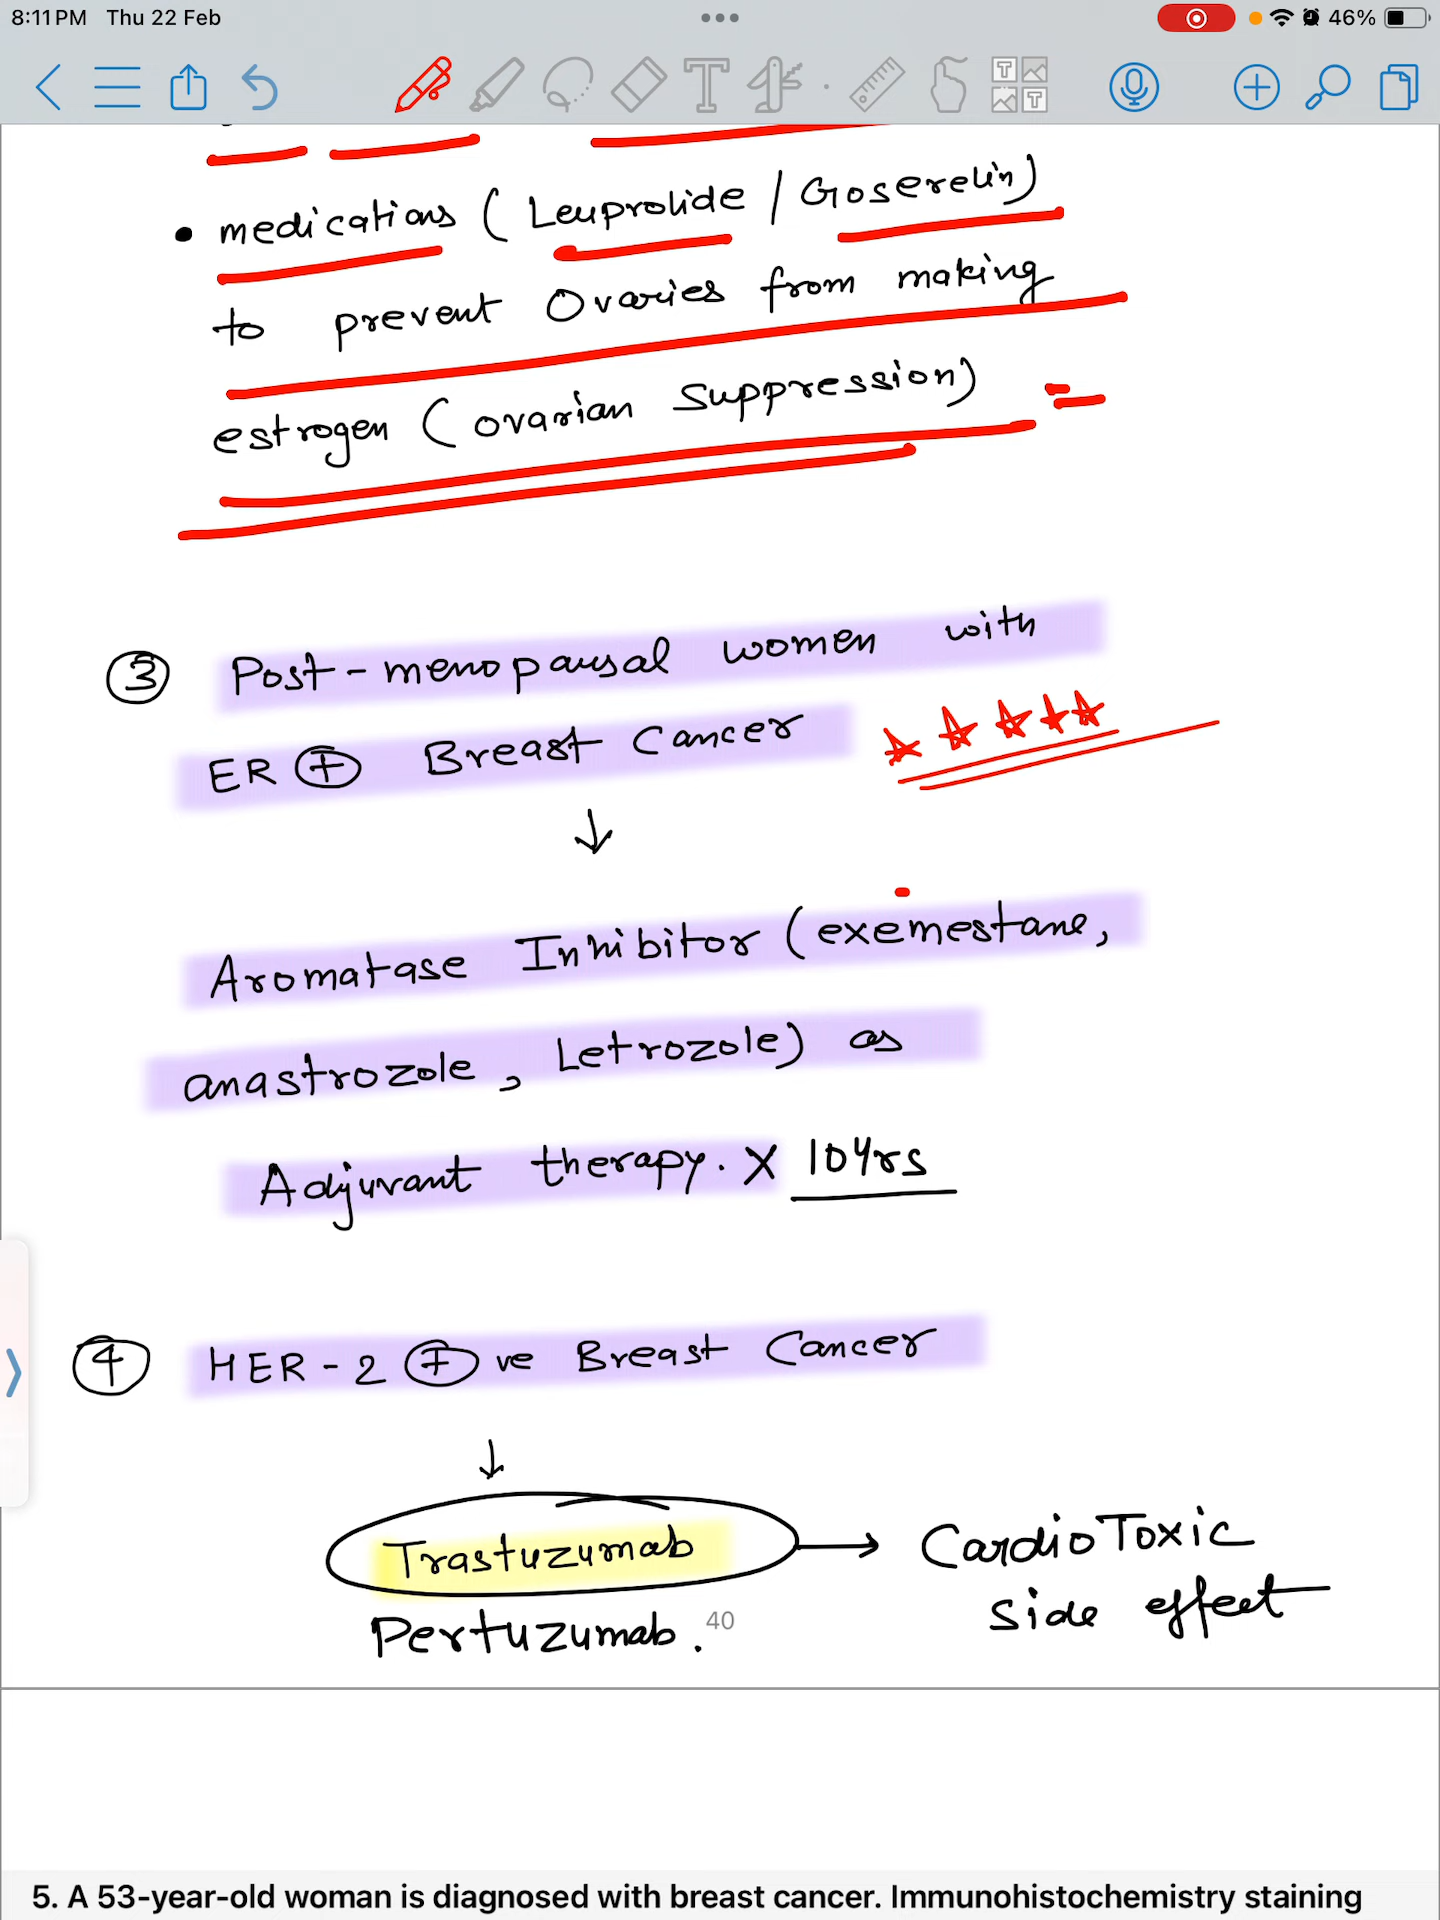 8:11 PM Thu 22 Feb 46%
• medications ( Leuprolide / Goserelin)
to prevent Ovaries from making
estrogen ( ovarian suppression)
③ Post-menopausal women with
ER ⊕ Breast Cancer
↓
Aromatase Inhibitor ( exemestane,
anastrozole, Letrozole) as
Adjuvant therapy. X 10Yrs
④ HER-2 ⊕ ve Breast Cancer
↓
Trastuzumab → CardioToxic
side effect
Pertuzumab.
40
5. A 53-year-old woman is diagnosed with breast cancer. Immunohistochemistry staining